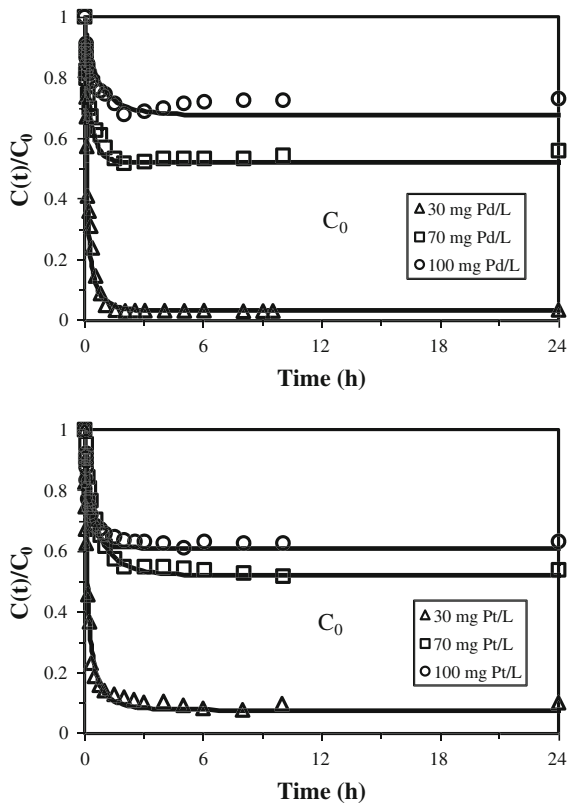 1
0.8
0.6
0.4
0.2
0
C(t)/C0
C0
30 mg Pd/L
70 mg Pd/L
100 mg Pd/L
0 6 12 18 24
Time (h)
1
0.8
0.6
0.4
0.2
0
C(t)/C0
C0
30 mg Pt/L
70 mg Pt/L
100 mg Pt/L
0 6 12 18 24
Time (h)